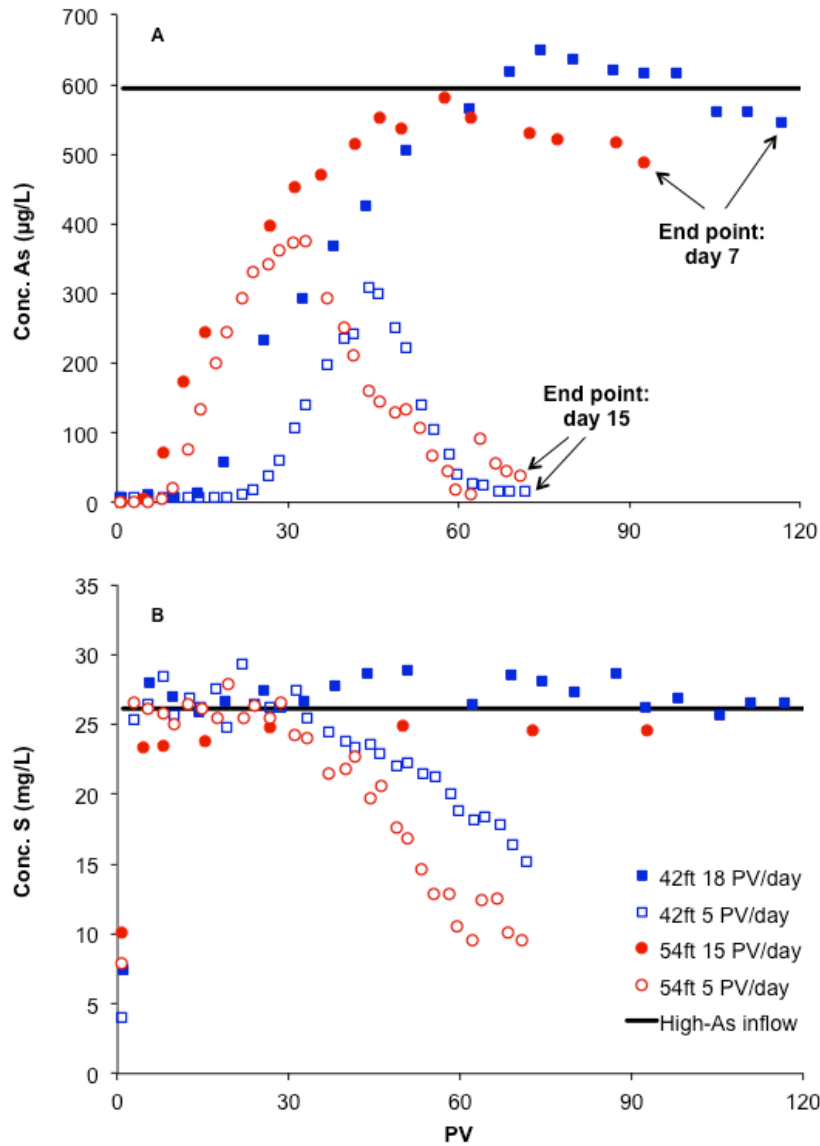 700
600
500
400
300
200
100
0
Conc. As (µg/L)
A
End point:
day 7
End point:
day 15
0 30 60 90 120
35
30
25
20
15
10
5
0
Conc. S (mg/L)
B
42ft 18 PV/day
42ft 5 PV/day
54ft 15 PV/day
54ft 5 PV/day
High-As inflow
0 30 60 90 120
PV